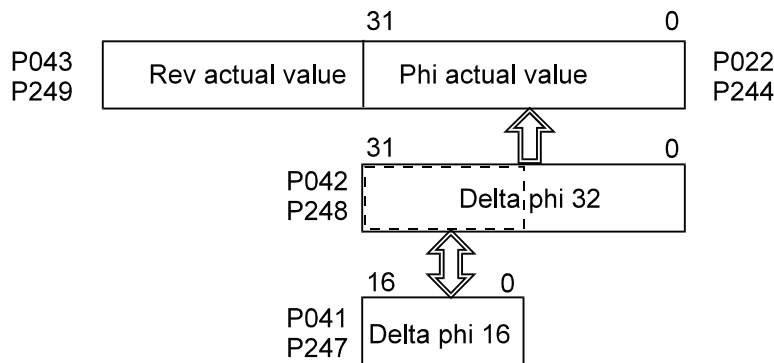 31 0
P043 Rev actual value Phi actual value P022
P249 P244
31 0
P042 Delta phi 32
P248
16 0
P041 Delta phi 16
P247